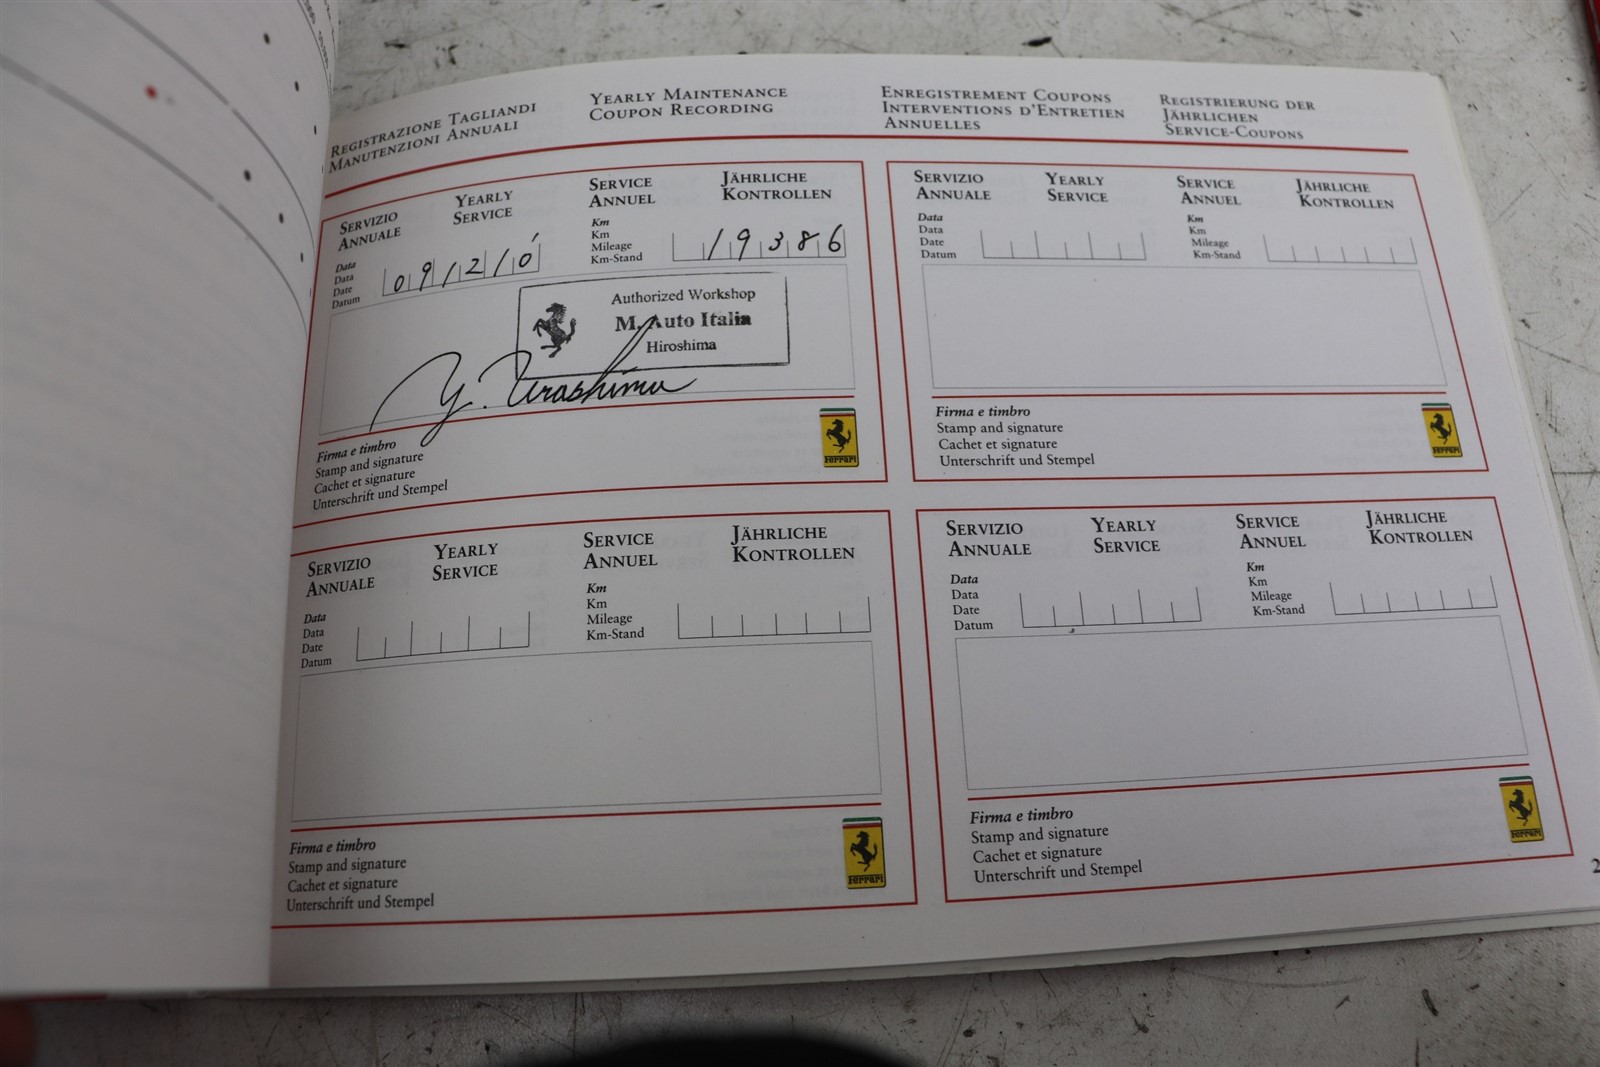 REGISTRAZIONE TAGLIANDI
MANUTENZIONI ANNUALI
YEARLY MAINTENANCE
COUPON RECORDING
ENREGISTREMENT COUPONS
INTERVENTIONS D'ENTRETIEN
ANNUELLES
REGISTRIERUNG DER
JÄHRLICHEN
SERVICE-COUPONS
SERVIZIO
ANNUALE
YEARLY
SERVICE
SERVICE
ANNUEL
JÄHRLICHE
KONTROLLEN
Data
Data
Date
Datum
091210
Km
Km
Mileage
Km-Stand
19386
Authorized Workshop
M. Auto Italia
Hiroshima
Y. Urashima
Firma e timbro
Stamp and signature
Cachet et signature
Unterschrift und Stempel
Ferrari
SERVIZIO
ANNUALE
YEARLY
SERVICE
SERVICE
ANNUEL
JÄHRLICHE
KONTROLLEN
Data
Data
Date
Datum
Km
Km
Mileage
Km-Stand
Firma e timbro
Stamp and signature
Cachet et signature
Unterschrift und Stempel
Ferrari
SERVIZIO
ANNUALE
YEARLY
SERVICE
SERVICE
ANNUEL
JÄHRLICHE
KONTROLLEN
Data
Data
Date
Datum
Km
Km
Mileage
Km-Stand
Firma e timbro
Stamp and signature
Cachet et signature
Unterschrift und Stempel
Ferrari
SERVIZIO
ANNUALE
YEARLY
SERVICE
SERVICE
ANNUEL
JÄHRLICHE
KONTROLLEN
Data
Data
Date
Datum
Km
Km
Mileage
Km-Stand
Firma e timbro
Stamp and signature
Cachet et signature
Unterschrift und Stempel
Ferrari